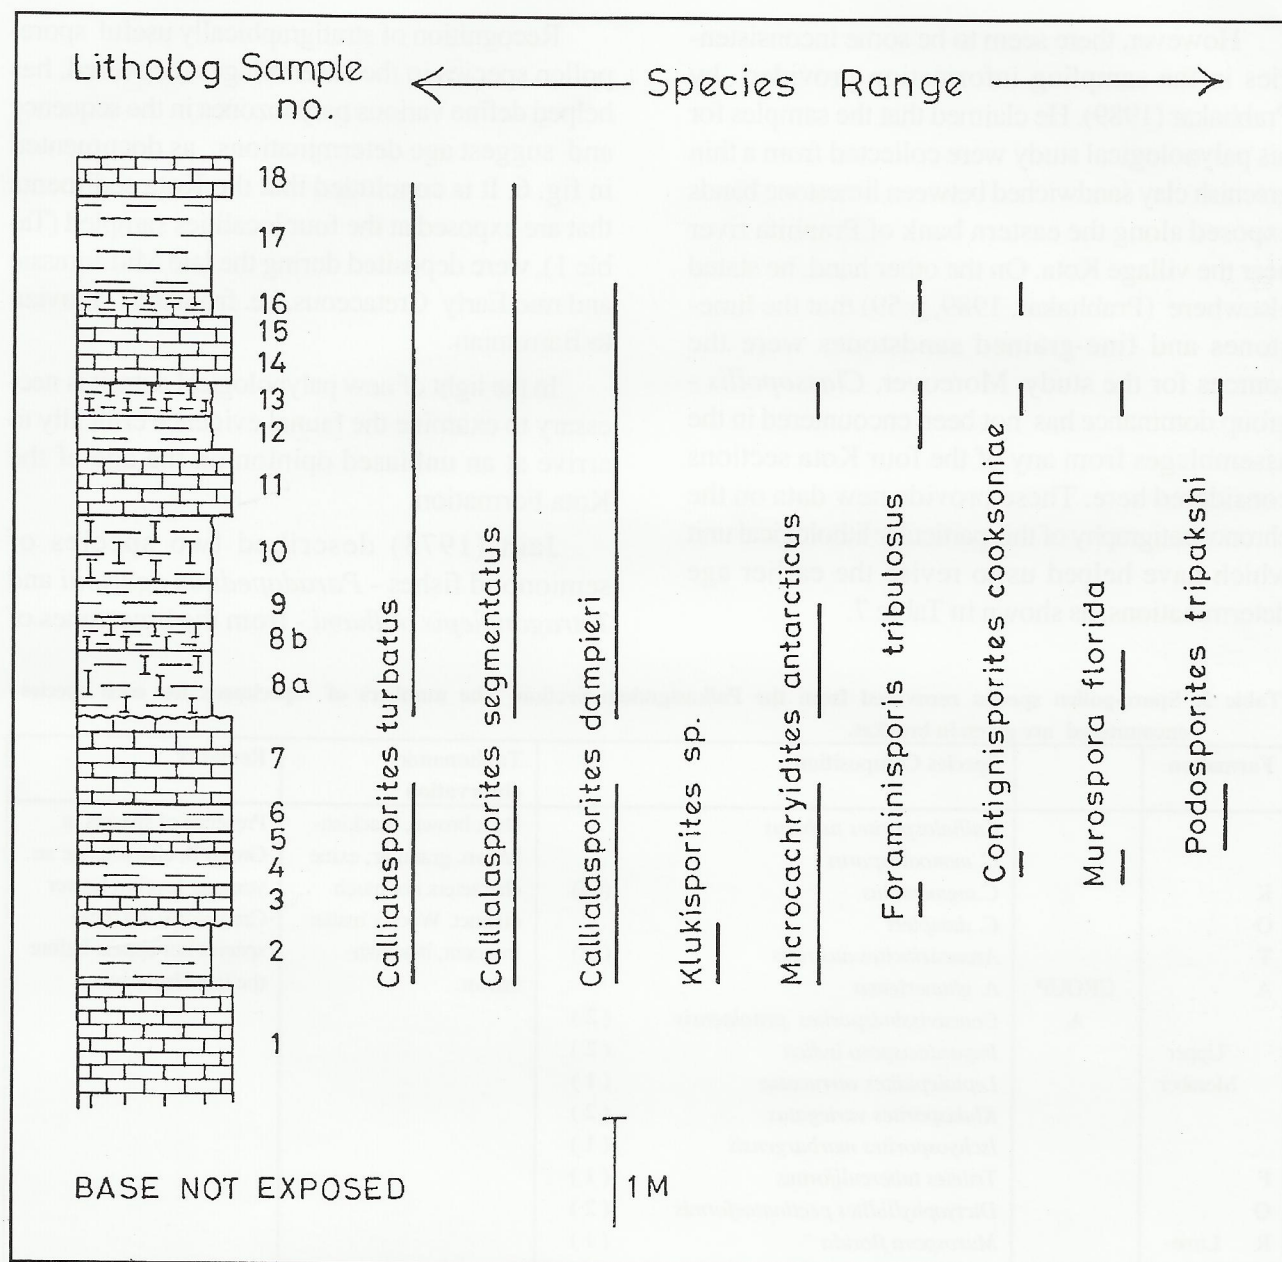 Litholog Sample
no.
Species Range
18
17
16
15
14
13
12
11
10
9
8b
8a
7
6
5
4
3
2
1
Callialasporites turbatus
Callialasporites segmentatus
Callialasporites dampieri
Klukisporites sp.
Microcachryidites antarcticus
Foraminisporis tribulosus
Contignisporites cooksoniae
Murospora florida
Podosporites tripakshi
1M
BASE NOT EXPOSED